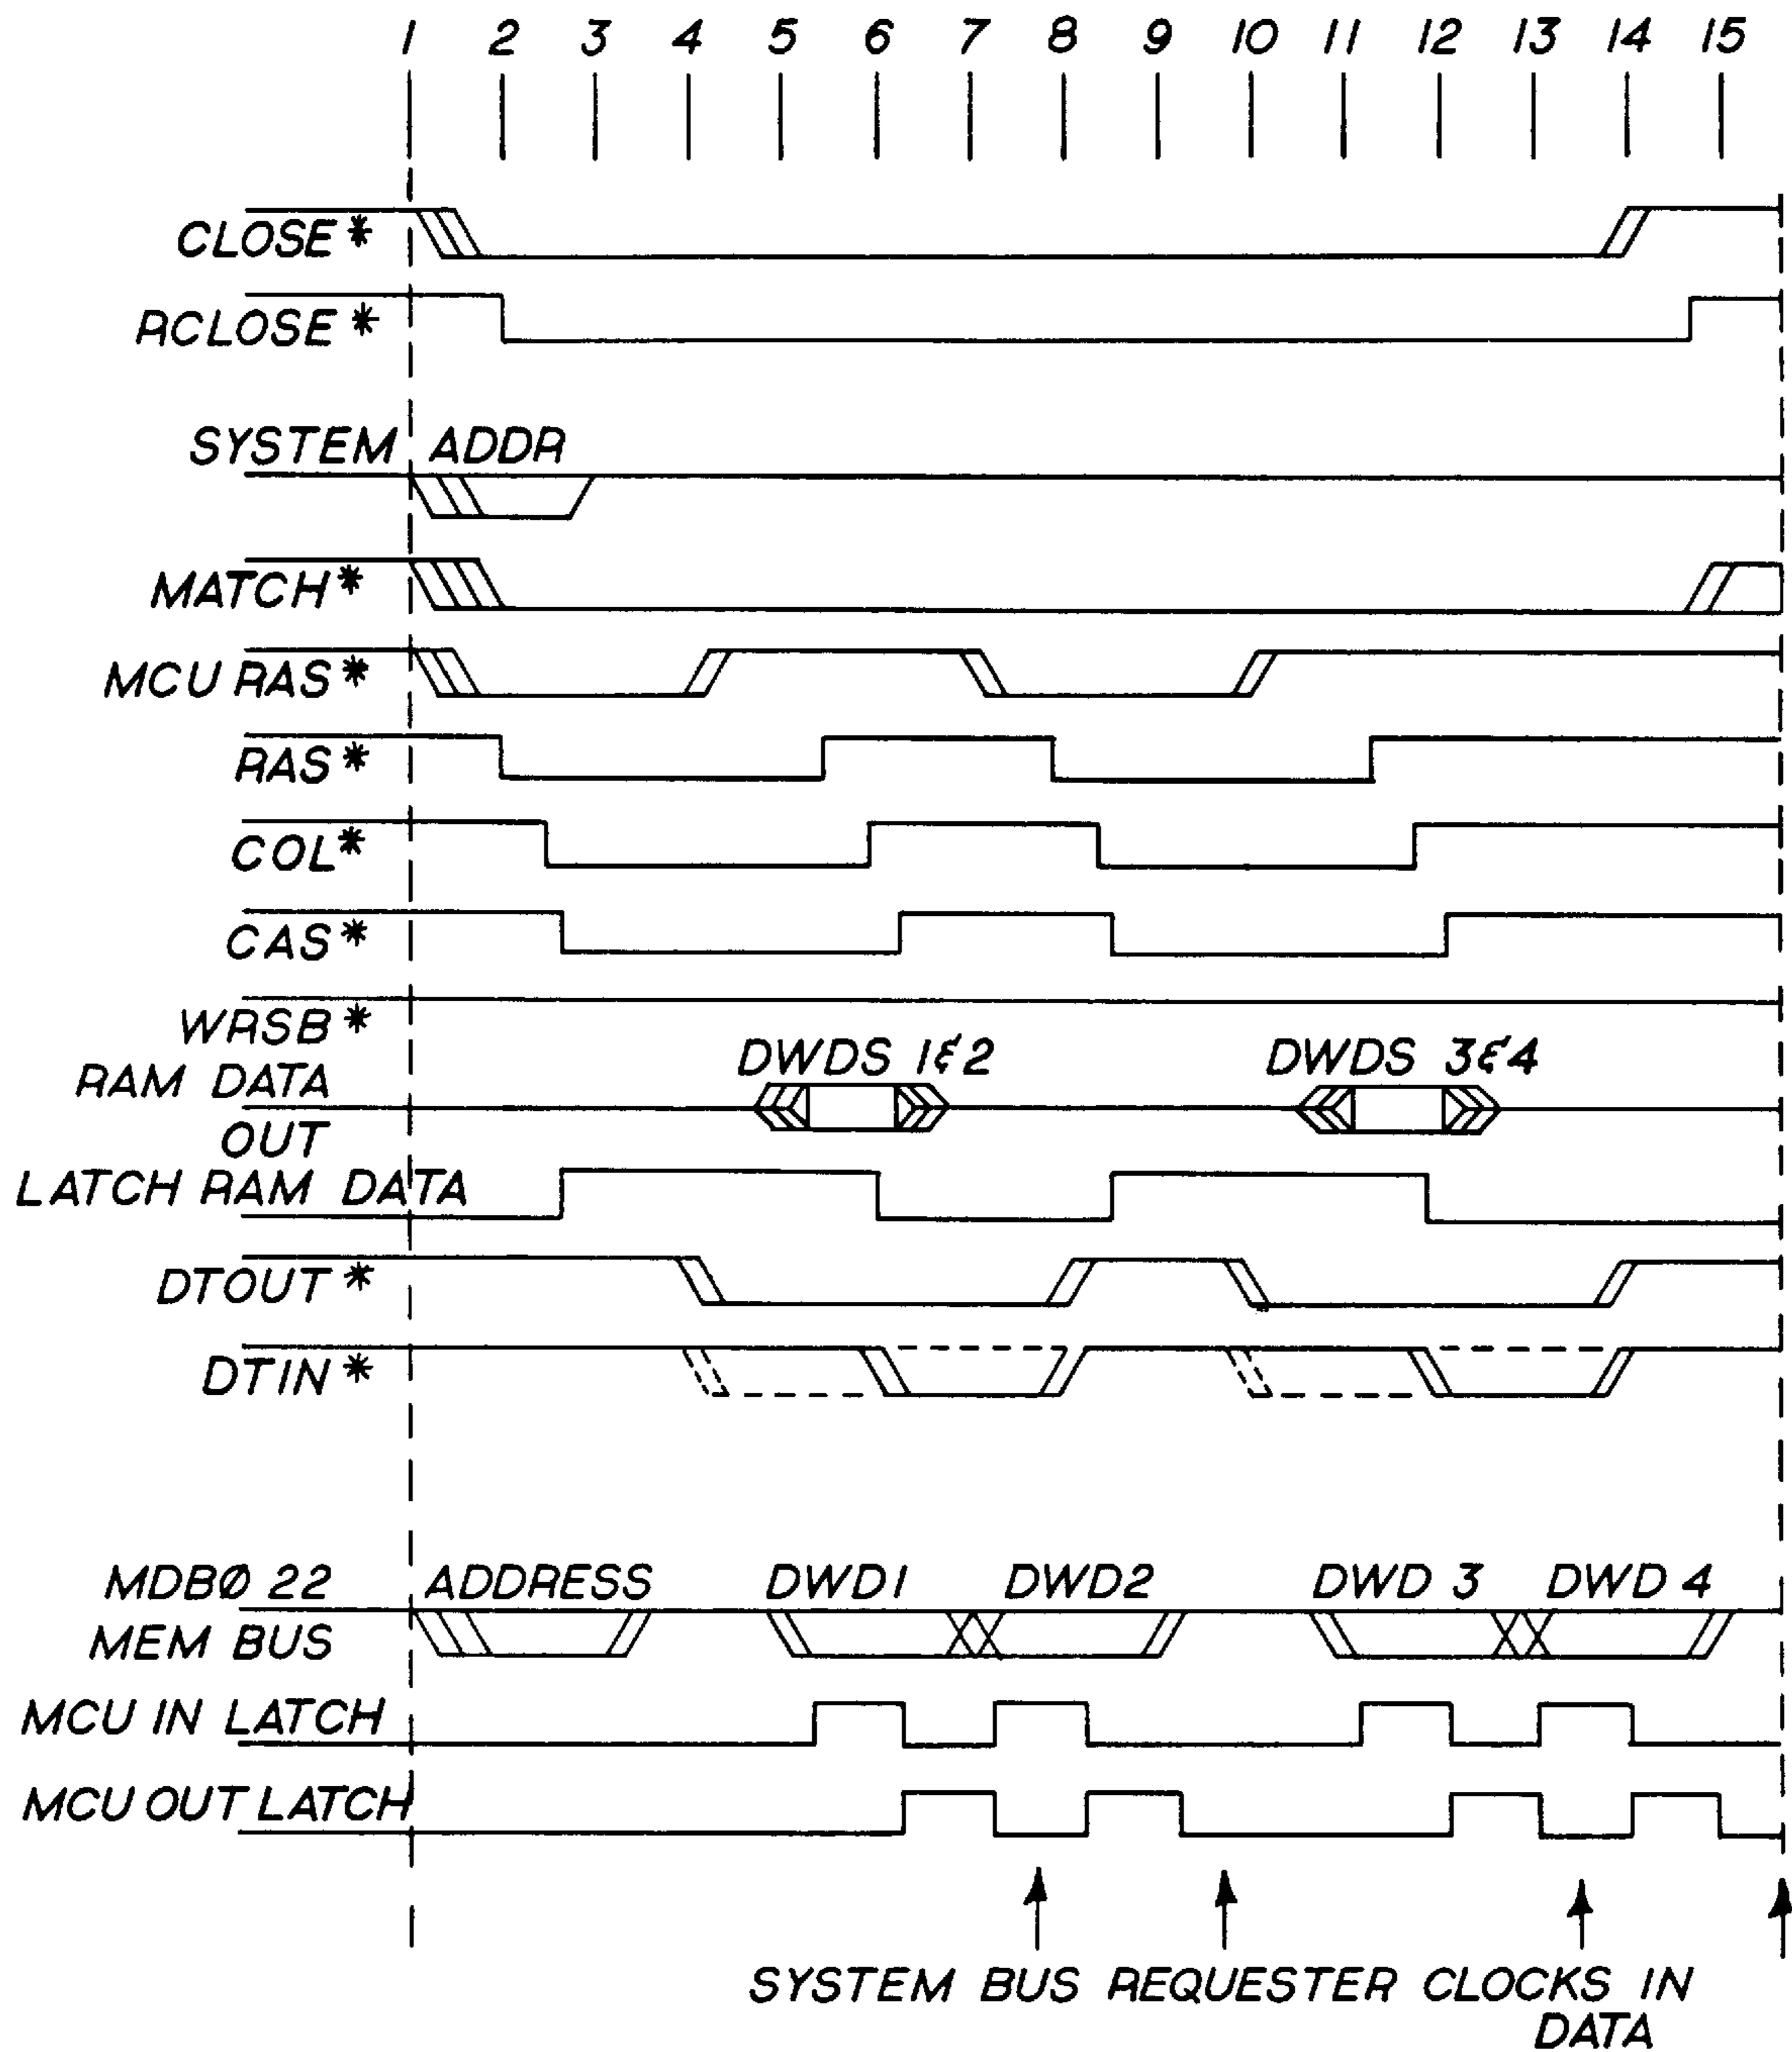 1 2 3 4 5 6 7 8 9 10 11 12 13 14 15
CLOSE*
RCLOSE*
SYSTEM ADDR
MATCH*
MCU RAS*
RAS*
COL*
CAS*
WRSB*
DWDS 1&2 DWDS 3&4
RAM DATA
OUT
LATCH RAM DATA
DTOUT*
DTIN*
MDBØ 22 ADDRESS DWD1 DWD2 DWD 3 DWD 4
MEM BUS
MCU IN LATCH
MCU OUT LATCH
SYSTEM BUS REQUESTER CLOCKS IN
DATA